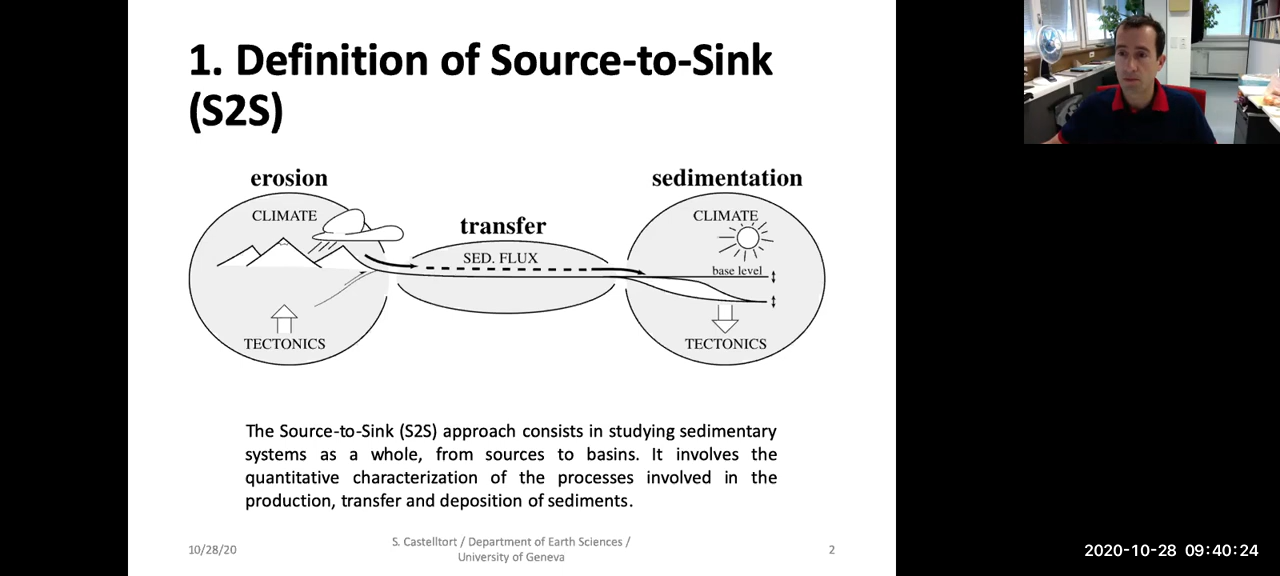 1. Definition of Source-to-Sink
(S2S)
erosion
sedimentation
transfer
CLIMATE
CLIMATE
SED. FLUX
base level
TECTONICS
TECTONICS
The Source-to-Sink (S2S) approach consists in studying sedimentary
systems as a whole, from sources to basins. It involves the
quantitative characterization of the processes involved in the
production, transfer and deposition of sediments.
10/28/20
S. Castelltort / Department of Earth Sciences /
University of Geneva
2
2020-10-28 09:40:24